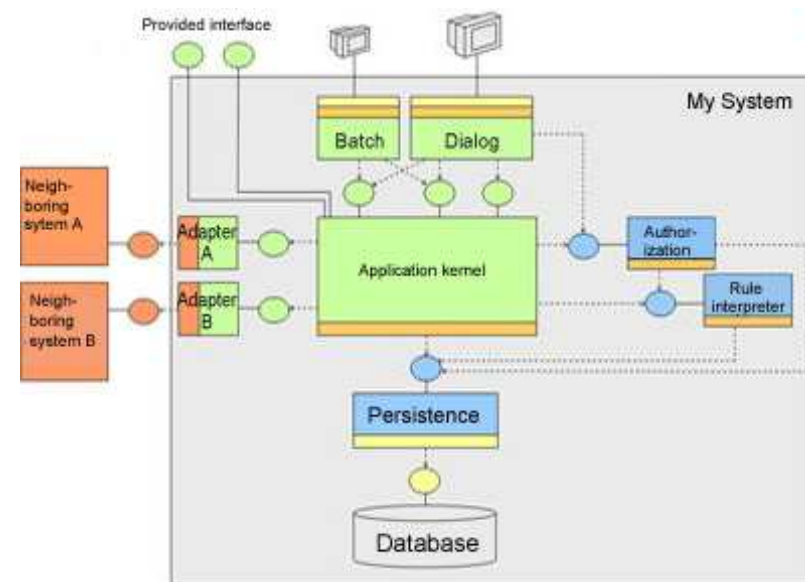 Provided interface
My System
Batch
Dialog
Neigh-
boring
sytem A
Adapter
A
Application kernel
Author-
ization
Rule
interpreter
Neigh-
boring
system B
Adapter
B
Persistence
Database